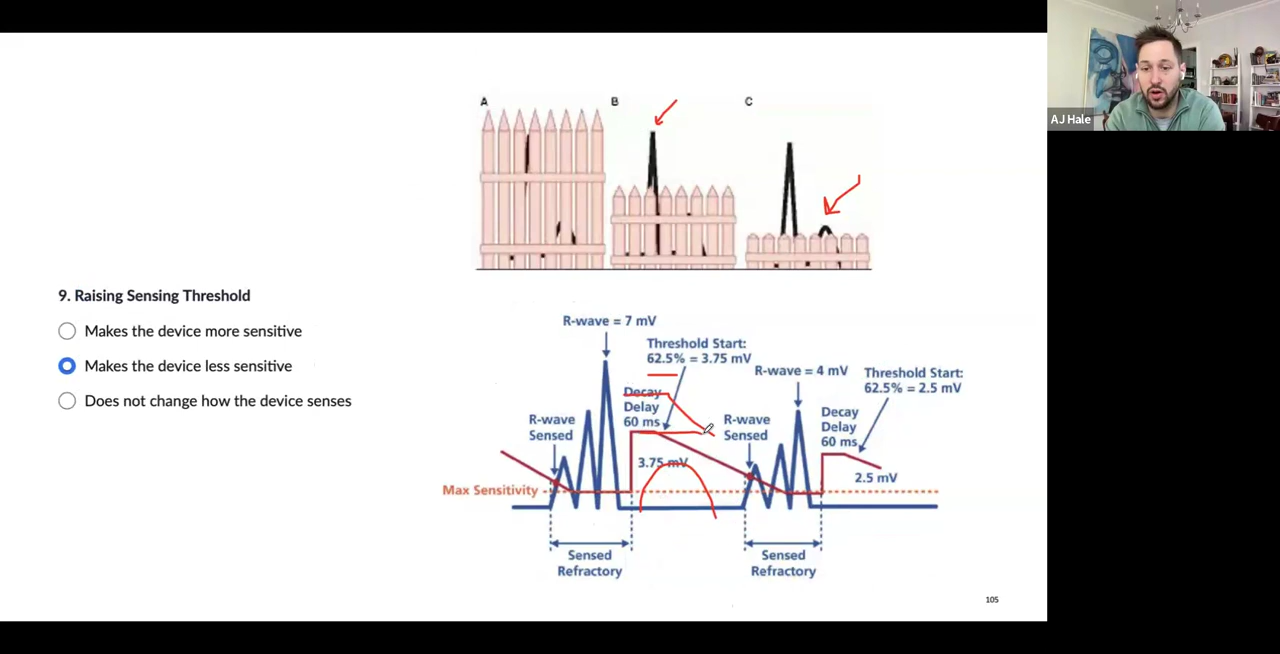 A
B
C
AJ Hale
9. Raising Sensing Threshold
Makes the device more sensitive
Makes the device less sensitive
Does not change how the device senses
R-wave = 7 mV
Threshold Start:
62.5% = 3.75 mV
R-wave = 4 mV
Threshold Start:
62.5% = 2.5 mV
Decay
Delay
60 ms
R-wave
Sensed
R-wave
Sensed
Decay
Delay
60 ms
3.75 mV
2.5 mV
Max Sensitivity
Sensed
Refractory
Sensed
Refractory
105